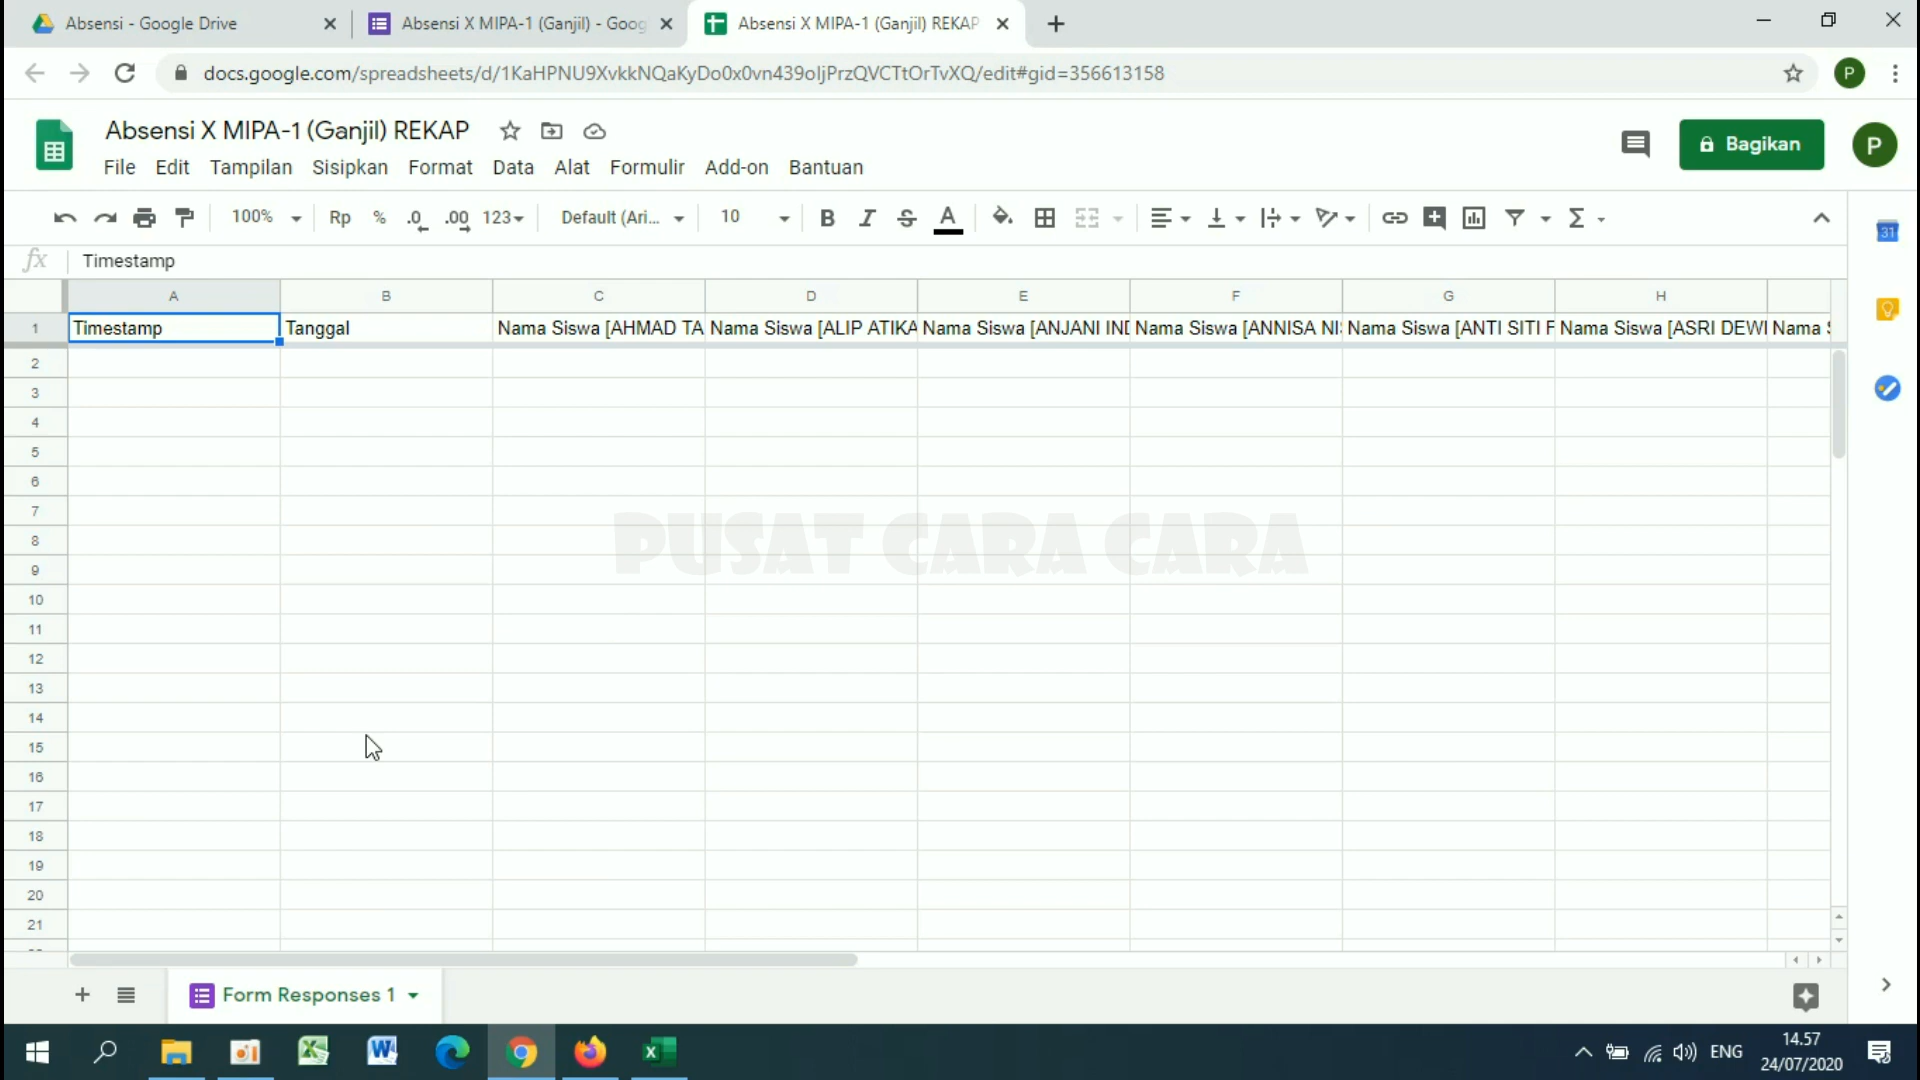 Absensi - Google Drive
Absensi X MIPA-1 (Ganjil) - Goog
Absensi X MIPA-1 (Ganjil) REKAP
docs.google.com/spreadsheets/d/1KaHPNU9XvkkNQaKyDo0x0vn439oIjPrzQVCTtOrTvXQ/edit#gid=356613158
P
Absensi X MIPA-1 (Ganjil) REKAP
Bagikan
P
File Edit Tampilan Sisipkan Format Data Alat Formulir Add-on Bantuan
100% Rp % .0 .00 123 Default (Ari... 10 B I S A Σ
31
fx Timestamp
A B C D E F G H
1 Timestamp Tanggal Nama Siswa [AHMAD TA Nama Siswa [ALIP ATIKA Nama Siswa [ANJANI IND Nama Siswa [ANNISA NI Nama Siswa [ANTI SITI F Nama Siswa [ASRI DEWI Nama
2
3
4
5
6
7
PUSAT CARA CARA
8
9
10
11
12
13
14
15
16
17
18
19
20
21
Form Responses 1
ENG
14.57
24/07/2020